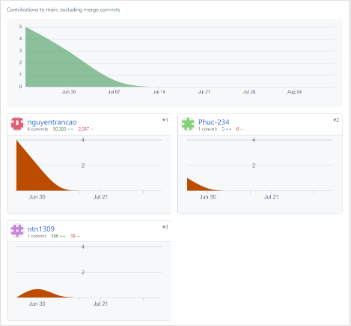 Contributions to main, excluding merge commits
5
4
3
2
1
0
Jun 30 Jul 07 Jul 14 Jul 21 Jul 28 Aug 04
nguyentrancao #1
6 commits
4
2
Jun 30 Jul 21
Phuc-234 #2
1 commit 0 ++ 0 --
4
2
Jun 30 Jul 21
ntn1309
1 commit
4
2
Jun 30 Jul 21